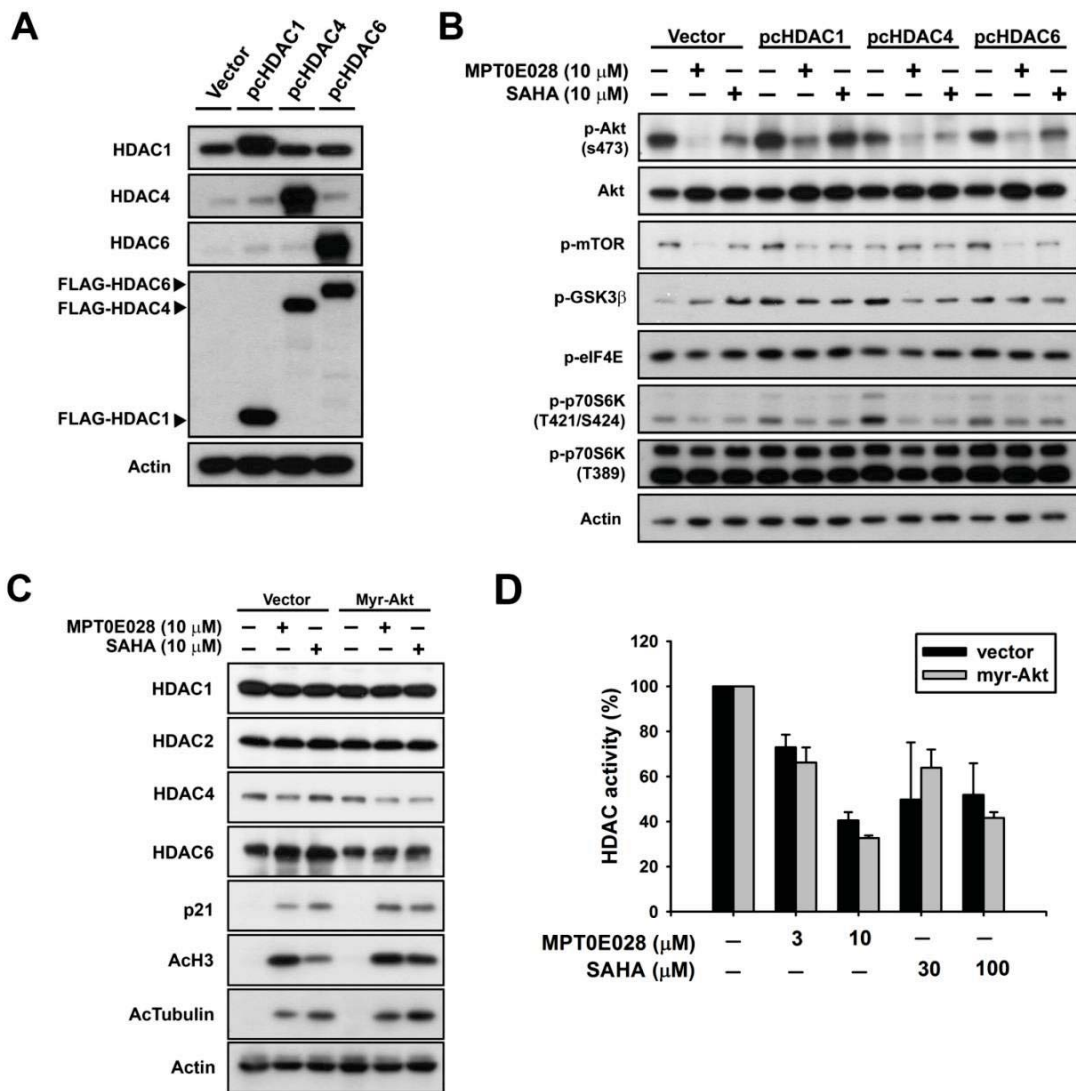 A
Vector
pcHDAC1
pcHDAC4
pcHDAC6
HDAC1
HDAC4
HDAC6
FLAG-HDAC6
FLAG-HDAC4
FLAG-HDAC1
Actin
B
Vector pcHDAC1 pcHDAC4 pcHDAC6
MPT0E028 (10 μM) – + – – + – – + – – + –
SAHA (10 μM) – – + – – + – – + – – +
p-Akt
(s473)
Akt
p-mTOR
p-GSK3β
p-eIF4E
p-p70S6K
(T421/S424)
p-p70S6K
(T389)
Actin
C
Vector Myr-Akt
MPT0E028 (10 μM) – + – – + –
SAHA (10 μM) – – + – – +
HDAC1
HDAC2
HDAC4
HDAC6
p21
AcH3
AcTubulin
Actin
D
vector
myr-Akt
HDAC activity (%)
120
100
80
60
40
20
0
MPT0E028 (μM) – 3 10 – –
SAHA (μM) – – – 30 100